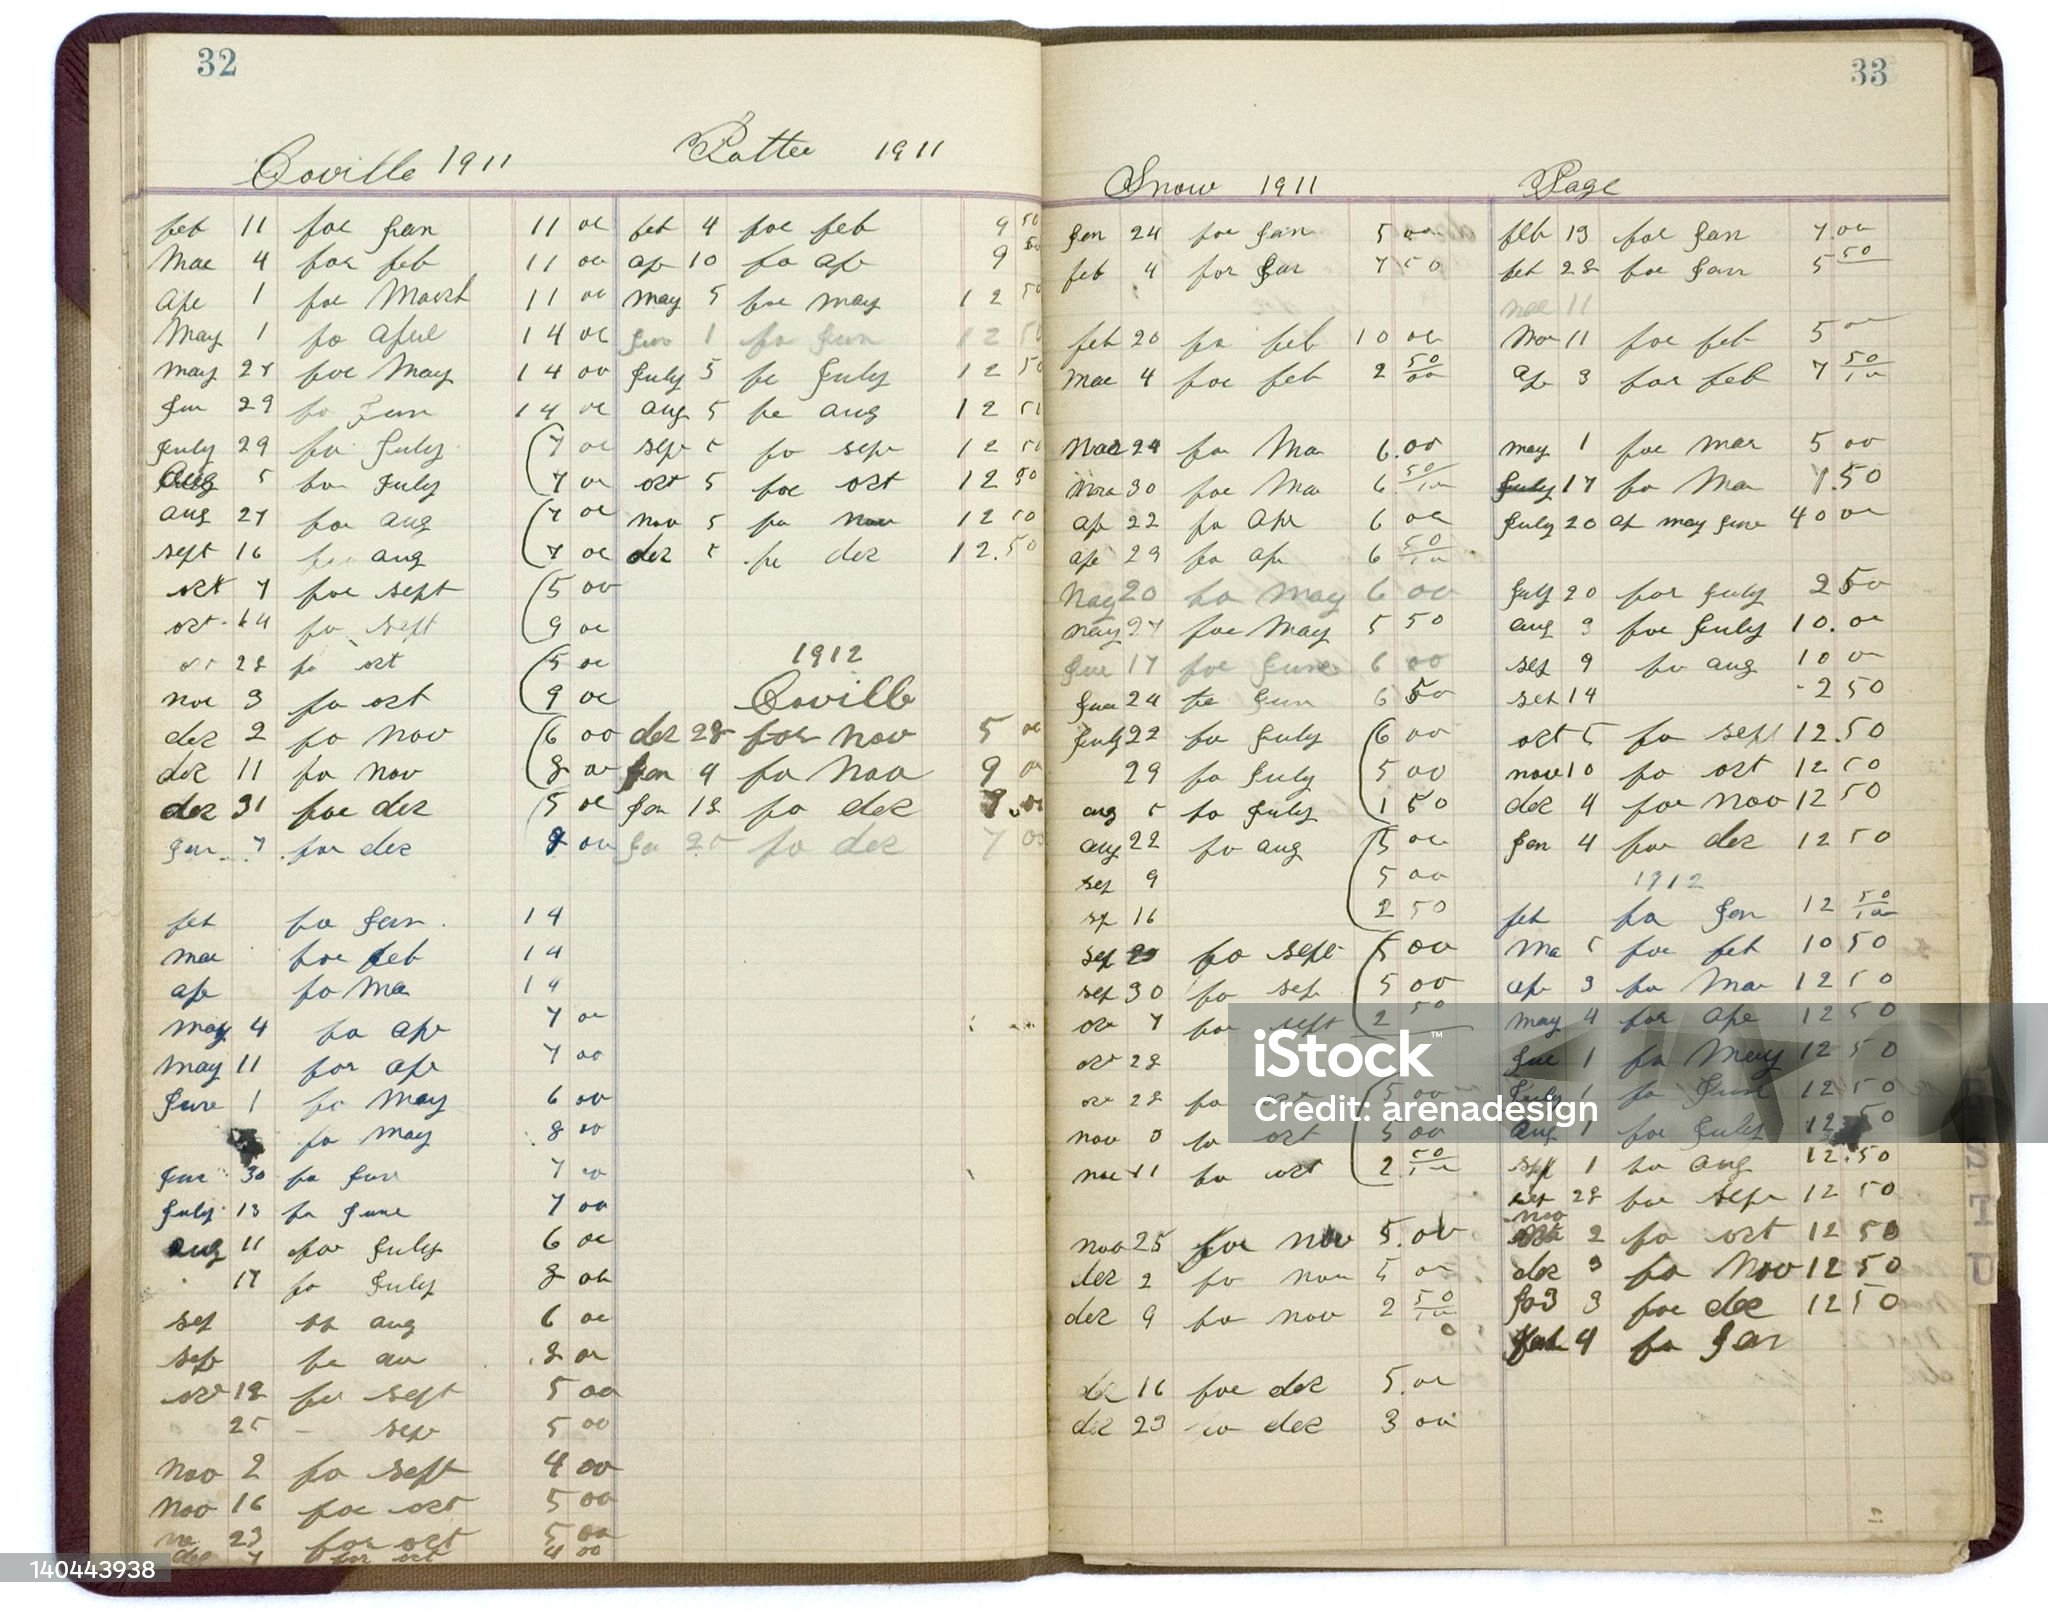 32
Coville 1911
feb 11 for Jan 11 00
Mar 4 for feb 11 00
Apr 1 for March 11 00
May 1 fo April 14 00
May 27 for May 14 00
Jun 29 fo Jun 14 00
July 29 fo July 7 00
Aug 5 for July 7 00
aug 27 for aug 7 00
sept 16 aug 7 00
oct 7 for sept 5 00
oct 14 fo sept 9 00
28 fo oct 5 00
nov 3 fo oct 9 00
dec 2 fo nov 6 00
dec 11 fo nov 8 00
dec 31 for dec 5 00
Jan 7 for dec 00
feb fo Jan 14
mar for feb 14
apr fo Mar 14
May 4 fo apr 7 00
May 11 for apr 7 00
June 1 fo May 6 00
fo may 8 00
Jun 30 fo Jun 7 00
July 13 fo June 7 00
aug 11 for July 6 00
17 fo July 8 00
sep aug 6 00
sep fo au 8 00
oct 18 for sept 5 00
25 - sep 5 00
Nov 2 fo sept 4 00
Nov 16 for oct 5 00
no 23 for oct 5 00
dec 7 for oct 4 00
Potter 1911
feb 4 for feb 9 50
ap 10 fo ap 9 50
may 5 for may 12 50
Jun 1 fo Jun 12 50
July 5 fo July 12 50
aug 5 fo aug 12 50
sep 5 fo sep 12 50
oct 5 for oct 12 50
nov 5 fo nov 12 50
dec 5 fo dec 12.50
1912
Coville
dec 28 for nov 5 00
Jan 4 fo Nov 9 00
Jan 18 fo dec 00
Ja 25 fo dec 7 00
33
Snow 1911
Jan 24 for Jan 5 00
feb 4 for Jan 7 50
feb 20 fo feb 10 00
Mar 4 for feb 2 50
Mar 24 fo Mar 6.00
Mar 30 for Mar 6 50
ap 22 fo Apr 6 00
ap 29 fo ap 6 50
May 20 fo may 6 00
may 27 for May 5 50
Jun 17 for June 6 00
Jun 24 fo Jun 6 50
July 22 fo July 6 00
29 fo July 5 00
aug 5 fo July 1 50
aug 22 fo aug 5 00
sep 9 5 00
sep 16 2 50
sep for sept 5 00
sep 30 fo sep 5 00
oct 7 for sept 2 50
oct 28
oct 28 fo 5 00
nov fo oct 5 00
nov 11 fo oct 2 50
nov 25 for nov 5.00
dec 2 fo nov 5 00
dec 9 fo nov 2 50
dec 16 for dec 5.00
dec 23 fo dec 3 00
Page
feb 13 for Jan 7.00
feb 28 for Jan 5 50
mar 11
Mar 11 for feb 5 00
Ap 3 for feb 7 50
may 1 for mar 5 00
July 17 fo Mar 7.50
July 20 ap may June 40 00
July 20 for July 2 50
aug 9 for July 10.00
sep 9 fo aug 10 00
sep 14 2 50
oct 5 fo sept 12.50
nov 10 fo oct 12 50
dec 4 for Nov 12 50
Jan 4 for dec 12 50
1912
feb fo Jan 12 50
Mar 5 for feb 10 50
ap 3 fo Mar 12 50
may 4 for Apr 12 50
Jun 1 fo May 12 50
July 1 fo June 12 50
Aug 1 for July 12 50
sep 1 fo aug 12.50
28 for sep 12 50
nov 2 fo oct 12 50
dec 3 fo Nov 12 50
3 for dec 12 50
4 fo Jan
iStock™
Credit: arenadesign
140443938